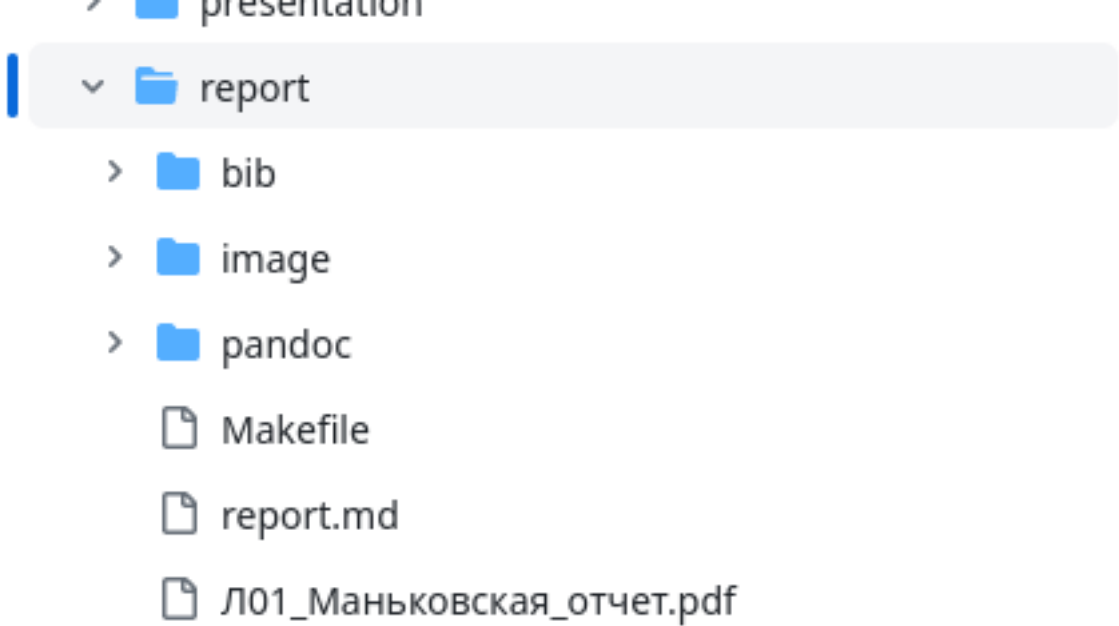 presentation
report
bib
image
pandoc
Makefile
report.md
Л01_Маньковская_отчет.pdf